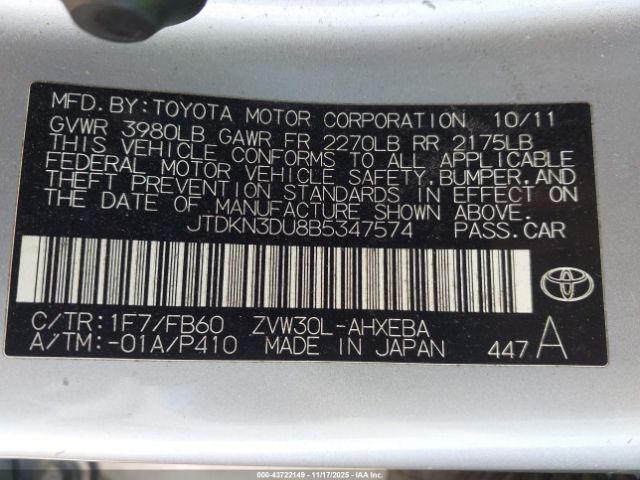 MFD. BY: TOYOTA MOTOR CORPORATION 10/11
GVWR 3980LB GAWR FR 2270LB RR 2175LB
THIS VEHICLE CONFORMS TO ALL APPLICABLE
FEDERAL MOTOR VEHICLE SAFETY, BUMPER, AND
THEFT PREVENTION STANDARDS IN EFFECT ON
THE DATE OF MANUFACTURE SHOWN ABOVE.
JTDKN3DU8B5347574 PASS. CAR
C/TR: 1F7/FB60 ZVW30L-AHXEBA
A/TM: -01A/P410 MADE IN JAPAN 447 A
000-43722149 - 11/17/2025 - IAA Inc.